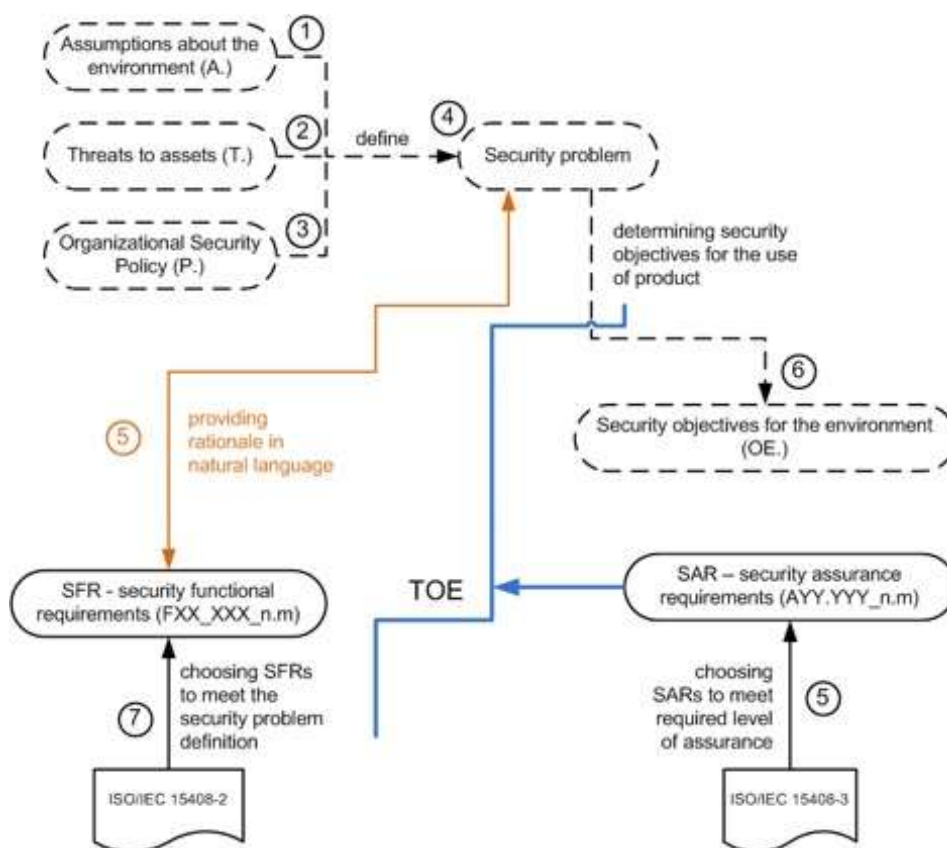 1
Assumptions about the
environment (A.)
2
Threats to assets (T.)
3
Organizational Security
Policy (P.)
define
4
Security problem
determining security
objectives for the use
of product
6
Security objectives for the environment
(OE.)
5
providing
rationale in
natural language
SFR - security functional
requirements (FXX_XXX_n.m)
TOE
SAR – security assurance
requirements (AYY.YYY_n.m)
7
choosing SFRs
to meet the
security problem
definition
choosing
SARs to meet
required level
of assurance
5
ISO/IEC 15408-2
ISO/IEC 15408-3